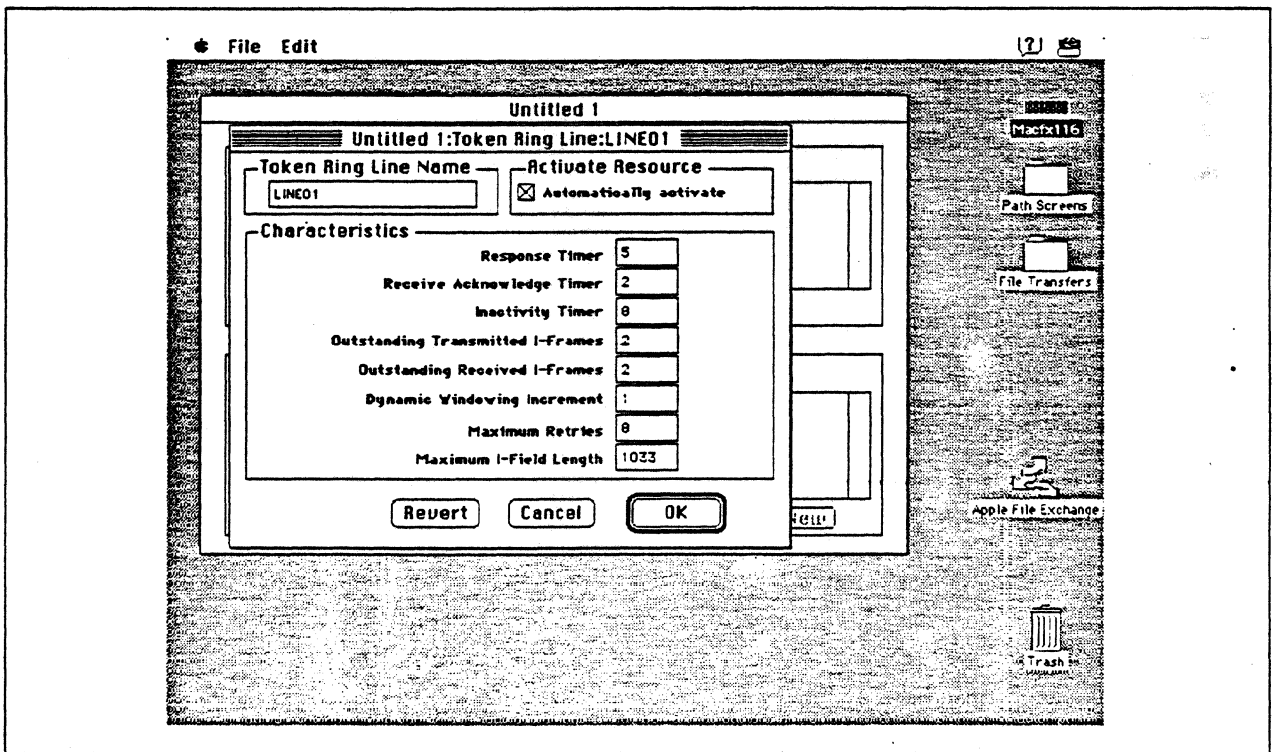 File Edit
Untitled 1
Macfx116
Untitled 1:Token Ring Line:LINE01
Token Ring Line Name
Activate Resource
LINE01
Automatically activate
Path Screens
Characteristics
Response Timer 5
Receive Acknowledge Timer 2
File Transfers
Inactivity Timer 8
Outstanding Transmitted I-Frames 2
Outstanding Received I-Frames 2
Dynamic Windowing Increment 1
Maximum Retries 8
Maximum I-Field Length 1033
Revert Cancel OK
New
Apple File Exchange
Trash